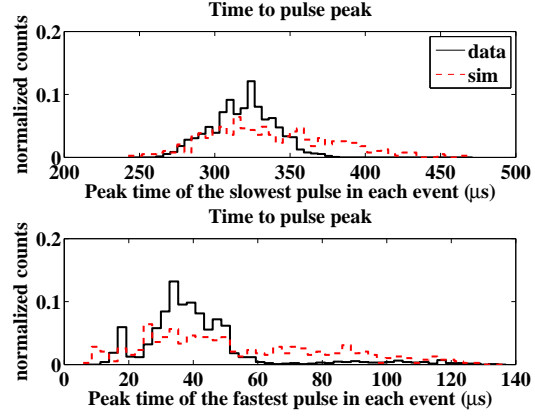 Time to pulse peak
normalized counts
0.2
0.1
0
data
sim
200 250 300 350 400 450 500
Peak time of the slowest pulse in each event (μs)
Time to pulse peak
normalized counts
0.2
0.1
0
0 20 40 60 80 100 120 140
Peak time of the fastest pulse in each event (μs)